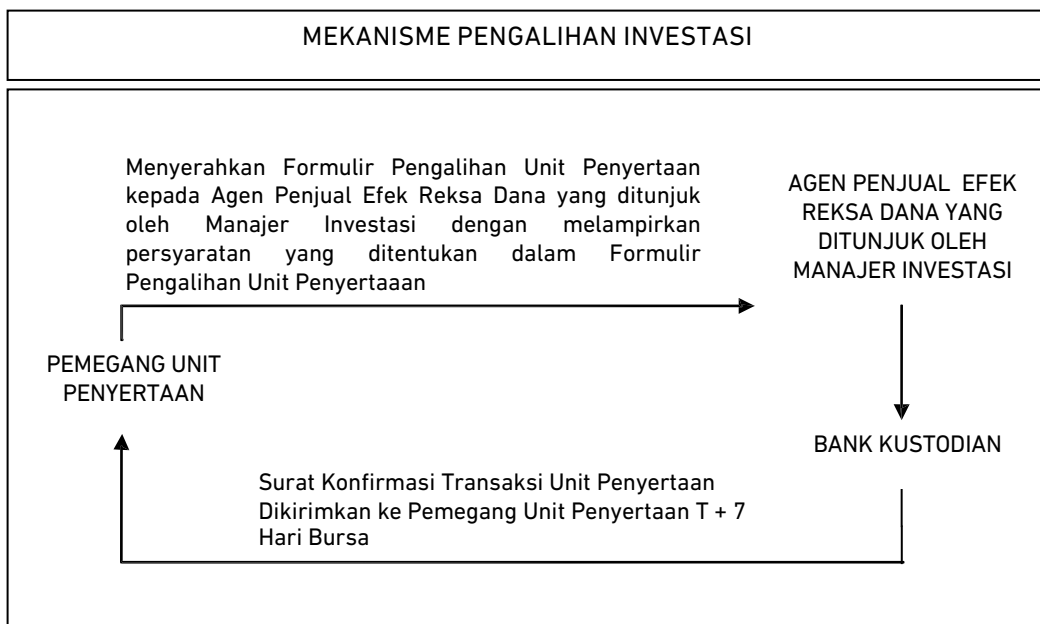 MEKANISME PENGALIHAN INVESTASI
Menyerahkan Formulir Pengalihan Unit Penyertaan
kepada Agen Penjual Efek Reksa Dana yang ditunjuk
oleh Manajer Investasi dengan melampirkan
persyaratan yang ditentukan dalam Formulir
Pengalihan Unit Penyertaaan
AGEN PENJUAL EFEK
REKSA DANA YANG
DITUNJUK OLEH
MANAJER INVESTASI
PEMEGANG UNIT
PENYERTAAN
BANK KUSTODIAN
Surat Konfirmasi Transaksi Unit Penyertaan
Dikirimkan ke Pemegang Unit Penyertaan T + 7
Hari Bursa